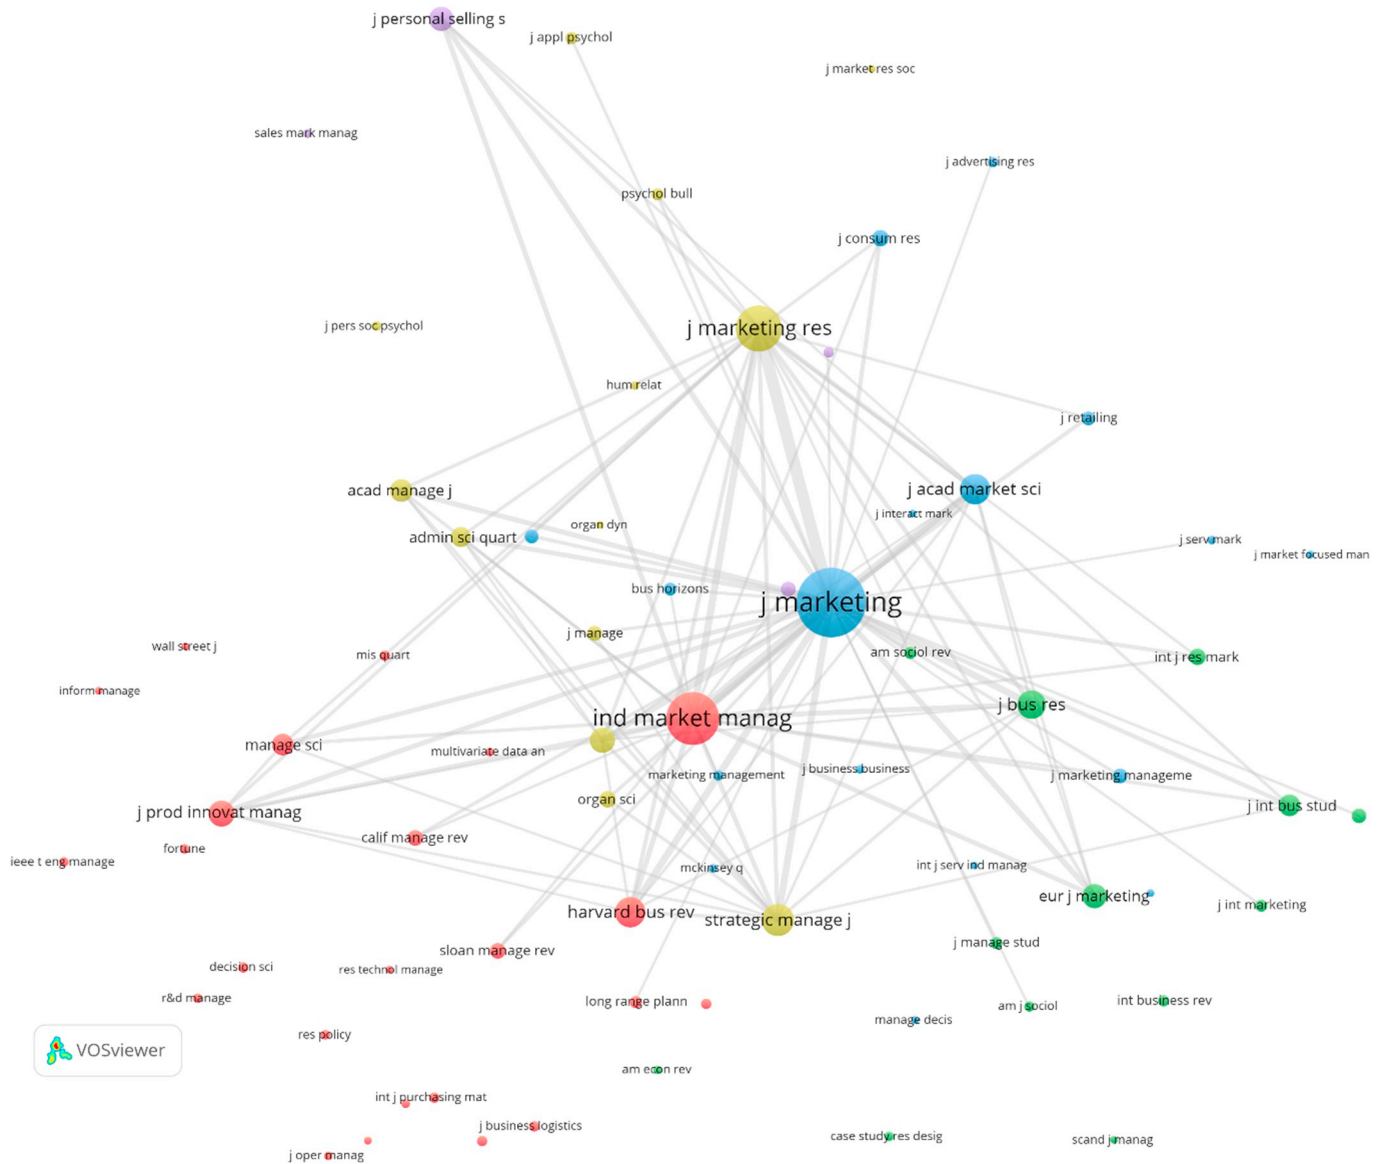 j personal selling s
j appl psychol
j market res soc
sales mark manag
j advertising res
psychol bull
j consum res
j pers soc psychol
j marketing res
hum relat
j retailing
acad manage j
j acad market sci
j interact mark
organ dyn
admin sci quart
j serv mark
j market focused man
bus horizons
j marketing
j manage
wall street j
mis quart
am sociol rev
int j res mark
inform manage
j bus res
ind market manag
manage sci
multivariate data an
marketing management
j business business
j marketing manageme
organ sci
j int bus stud
j prod innovat manag
calif manage rev
fortune
ieee t eng manage
mckinsey q
int j serv ind manag
eur j marketing
j int marketing
harvard bus rev
strategic manage j
j manage stud
sloan manage rev
decision sci
res technol manage
r&d manage
long range plann
am j sociol
int business rev
manage decis
res policy
VOSviewer
am econ rev
int j purchasing mat
j business logistics
case study res desig
scand j manag
j oper manag